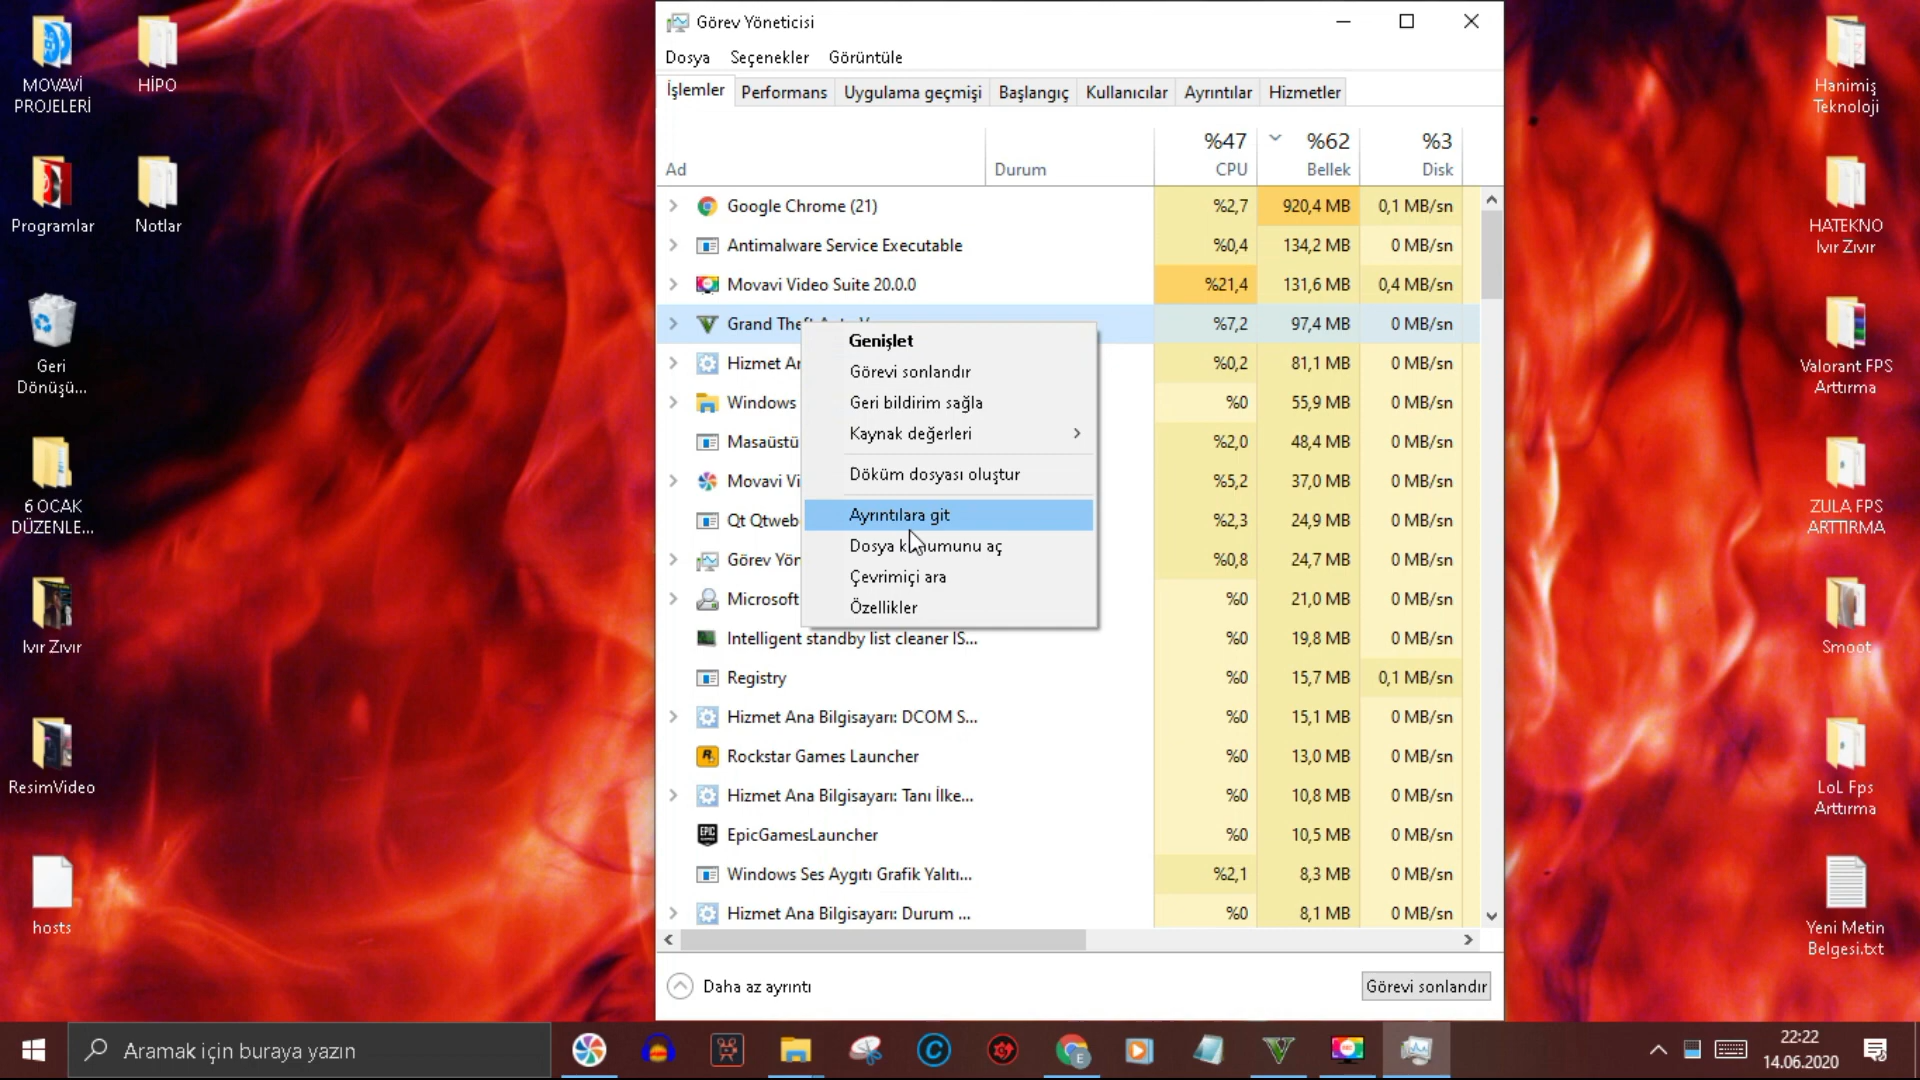 MOVAVİ
PROJELERİ
HİPO
Programlar
Notlar
Geri
Dönüşü...
6 OCAK
DÜZENLE...
Ivır Zıvır
ResimVideo
hosts
Görev Yöneticisi
Dosya Seçenekler Görüntüle
İşlemler Performans Uygulama geçmişi Başlangıç Kullanıcılar Ayrıntılar Hizmetler
%47 %62 %3
Ad Durum CPU Bellek Disk
Google Chrome (21) %2,7 920,4 MB 0,1 MB/sn
Antimalware Service Executable %0,4 134,2 MB 0 MB/sn
Movavi Video Suite 20.0.0 %21,4 131,6 MB 0,4 MB/sn
Grand %7,2 97,4 MB 0 MB/sn
Hizmet %0,2 81,1 MB 0 MB/sn
Windows %0 55,9 MB 0 MB/sn
Masaüstü %2,0 48,4 MB 0 MB/sn
Movavi Vi %5,2 37,0 MB 0 MB/sn
Qt Qtweb %2,3 24,9 MB 0 MB/sn
Görev Yön %0,8 24,7 MB 0 MB/sn
Microsoft %0 21,0 MB 0 MB/sn
Intelligent standby list cleaner IS... %0 19,8 MB 0 MB/sn
Registry %0 15,7 MB 0,1 MB/sn
Hizmet Ana Bilgisayarı: DCOM S... %0 15,1 MB 0 MB/sn
Rockstar Games Launcher %0 13,0 MB 0 MB/sn
Hizmet Ana Bilgisayarı: Tanı İlke... %0 10,8 MB 0 MB/sn
EpicGamesLauncher %0 10,5 MB 0 MB/sn
Windows Ses Aygıtı Grafik Yalıtı... %2,1 8,3 MB 0 MB/sn
Hizmet Ana Bilgisayarı: Durum ... %0 8,1 MB 0 MB/sn
Genişlet
Görevi sonlandır
Geri bildirim sağla
Kaynak değerleri
Döküm dosyası oluştur
Ayrıntılara git
Dosya konumunu aç
Çevrimiçi ara
Özellikler
Daha az ayrıntı
Görevi sonlandır
Hanimiş
Teknoloji
HATEKNO
Ivır Zıvır
Valorant FPS
Arttırma
ZULA FPS
ARTTIRMA
Smoot
LoL Fps
Arttırma
Yeni Metin
Belgesi.txt
Aramak için buraya yazın
22:22
14.06.2020